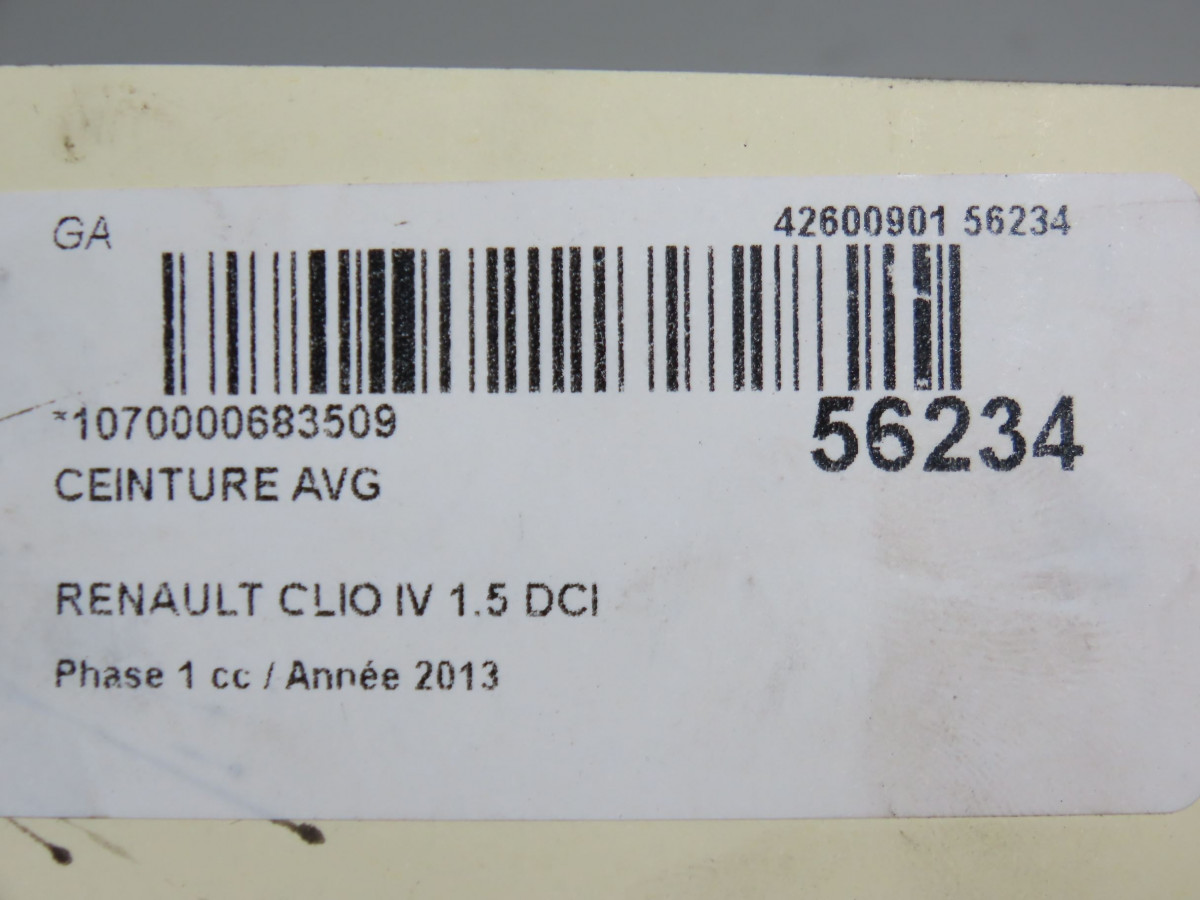 GA
42600901 56234
*1070000683509
56234
CEINTURE AVG
RENAULT CLIO IV 1.5 DCI
Phase 1 cc / Année 2013